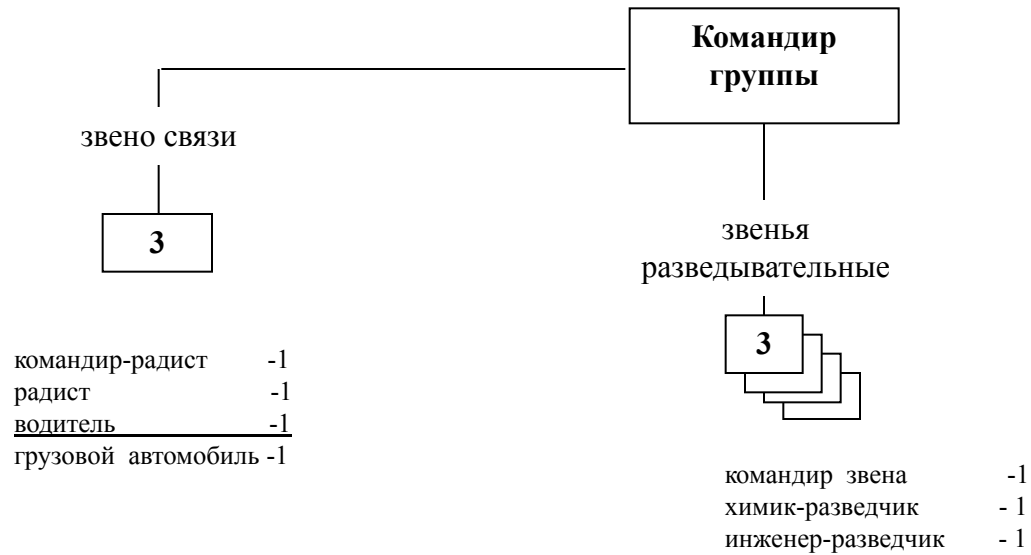 Командир
группы
звено связи
3
командир-радист -1
радист -1
водитель -1
грузовой автомобиль -1
звенья
разведывательные
3
командир звена -1
химик-разведчик - 1
инженер-разведчик - 1